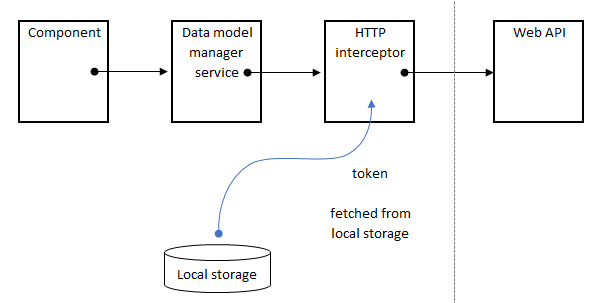 Component
Data model
manager
service
HTTP
interceptor
Web API
token
fetched from
local storage
Local storage